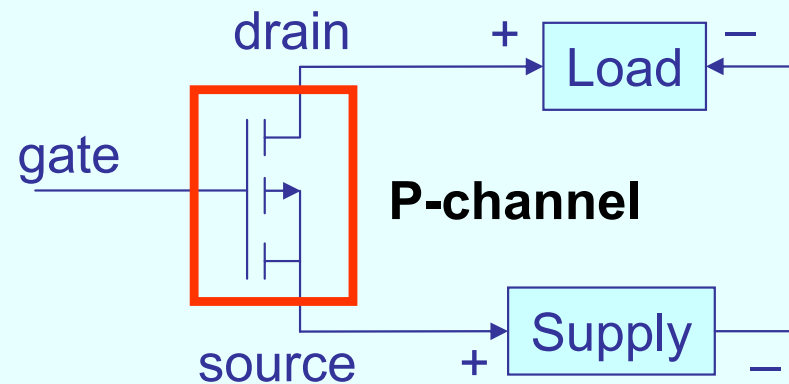 drain
+ Load –
gate
P-channel
Supply
source + –